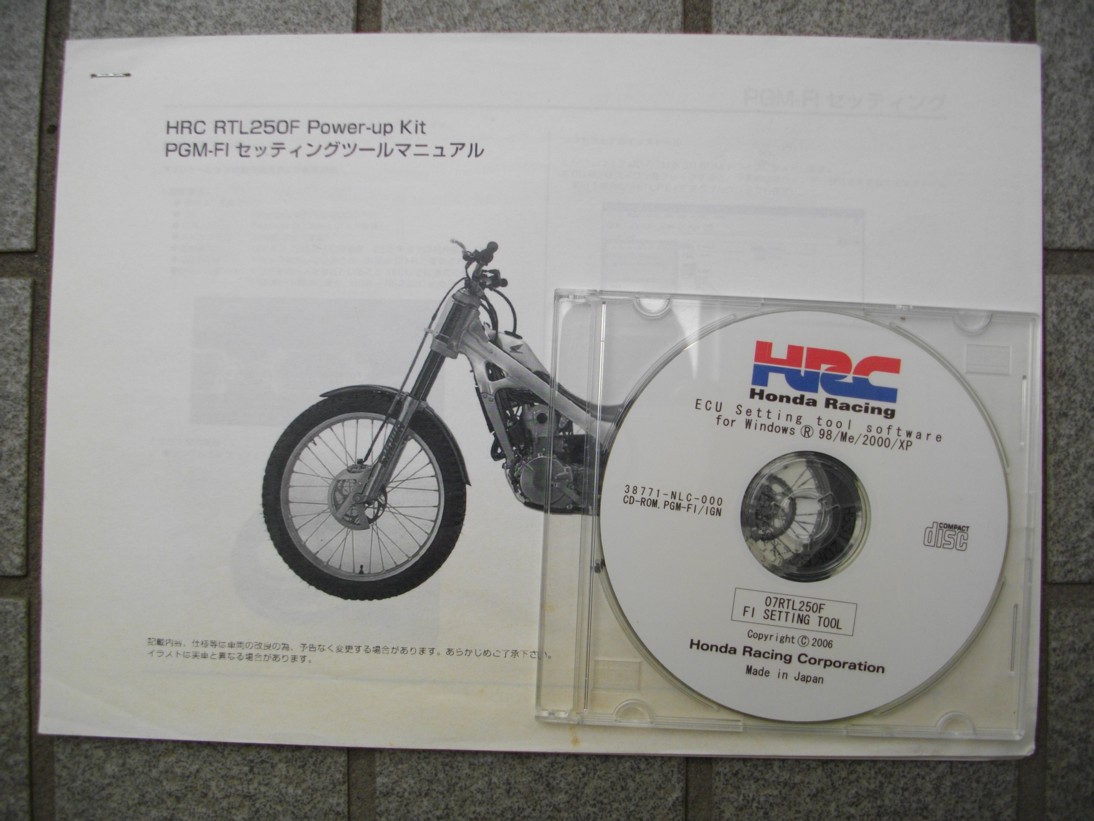 PGM-FI セッティング
HRC RTL250F Power-up Kit
PGM-FI セッティングツールマニュアル
記載内容、仕様等は車両の改良の為、予告なく変更する場合があります。あらかじめご了承下さい。
イラストは実車と異なる場合があります。
HRC
Honda Racing
ECU Setting tool software
for Windows® 98/Me/2000/XP
38771-NLC-000
CD-ROM,PGM-FI/IGN
COMPACT
disc
07RTL250F
FI SETTING TOOL
Copyright © 2006
Honda Racing Corporation
Made in Japan